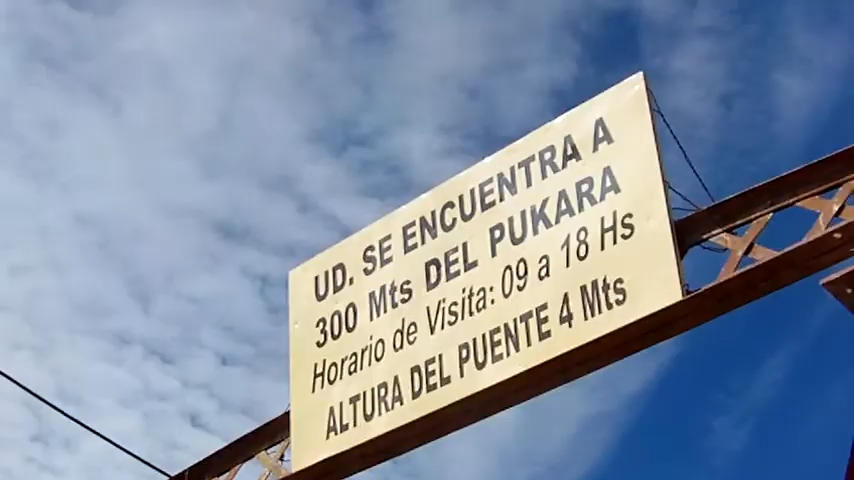 UD. SE ENCUENTRA A
300 Mts DEL PUKARA
Horario de Visita: 09 a 18 Hs
ALTURA DEL PUENTE 4 Mts